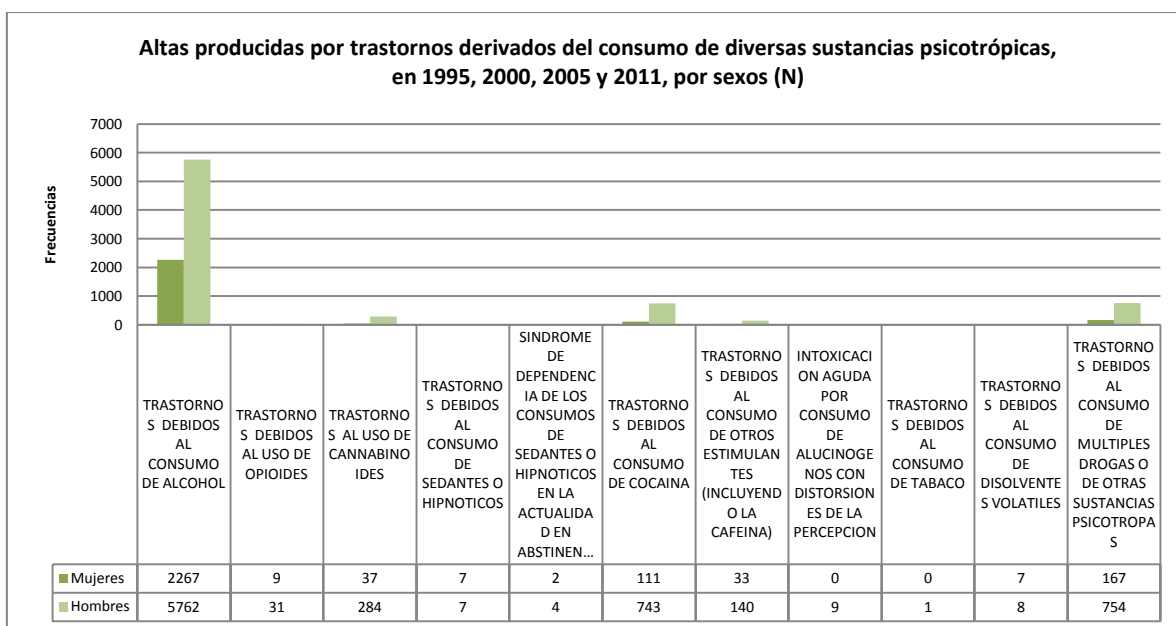 Altas producidas por trastornos derivados del consumo de diversas sustancias psicotrópicas,
en 1995, 2000, 2005 y 2011, por sexos (N)
Frecuencias
7000
6000
5000
4000
3000
2000
1000
0
TRASTORNO
S DEBIDOS
AL
CONSUMO
DE ALCOHOL
TRASTORNO
S DEBIDOS
AL USO DE
OPIOIDES
TRASTORNO
S AL USO DE
CANNABINO
IDES
TRASTORNO
S DEBIDOS
AL
CONSUMO
DE
SEDANTES O
HIPNOTICOS
SINDROME
DE
DEPENDENC
IA DE LOS
CONSUMOS
DE
SEDANTES O
HIPNOTICOS
EN LA
ACTUALIDA
D EN
ABSTINEN...
TRASTORNO
S DEBIDOS
AL
CONSUMO
DE COCAINA
TRASTORNO
S DEBIDOS
AL
CONSUMO
DE OTROS
ESTIMULAN
TES
(INCLUYEND
O LA
CAFEINA)
INTOXICACI
ON AGUDA
POR
CONSUMO
DE
ALUCINOGE
NOS CON
DISTORSION
ES DE LA
PERCEPCION
TRASTORNO
S DEBIDOS
AL
CONSUMO
DE TABACO
TRASTORNO
S DEBIDOS
AL
CONSUMO
DE
DISOLVENTE
S VOLATILES
TRASTORNO
S DEBIDOS
AL
CONSUMO
DE
MULTIPLES
DROGAS O
DE OTRAS
SUSTANCIAS
PSICOTROPA
S
Mujeres 2267 9 37 7 2 111 33 0 0 7 167
Hombres 5762 31 284 7 4 743 140 9 1 8 754